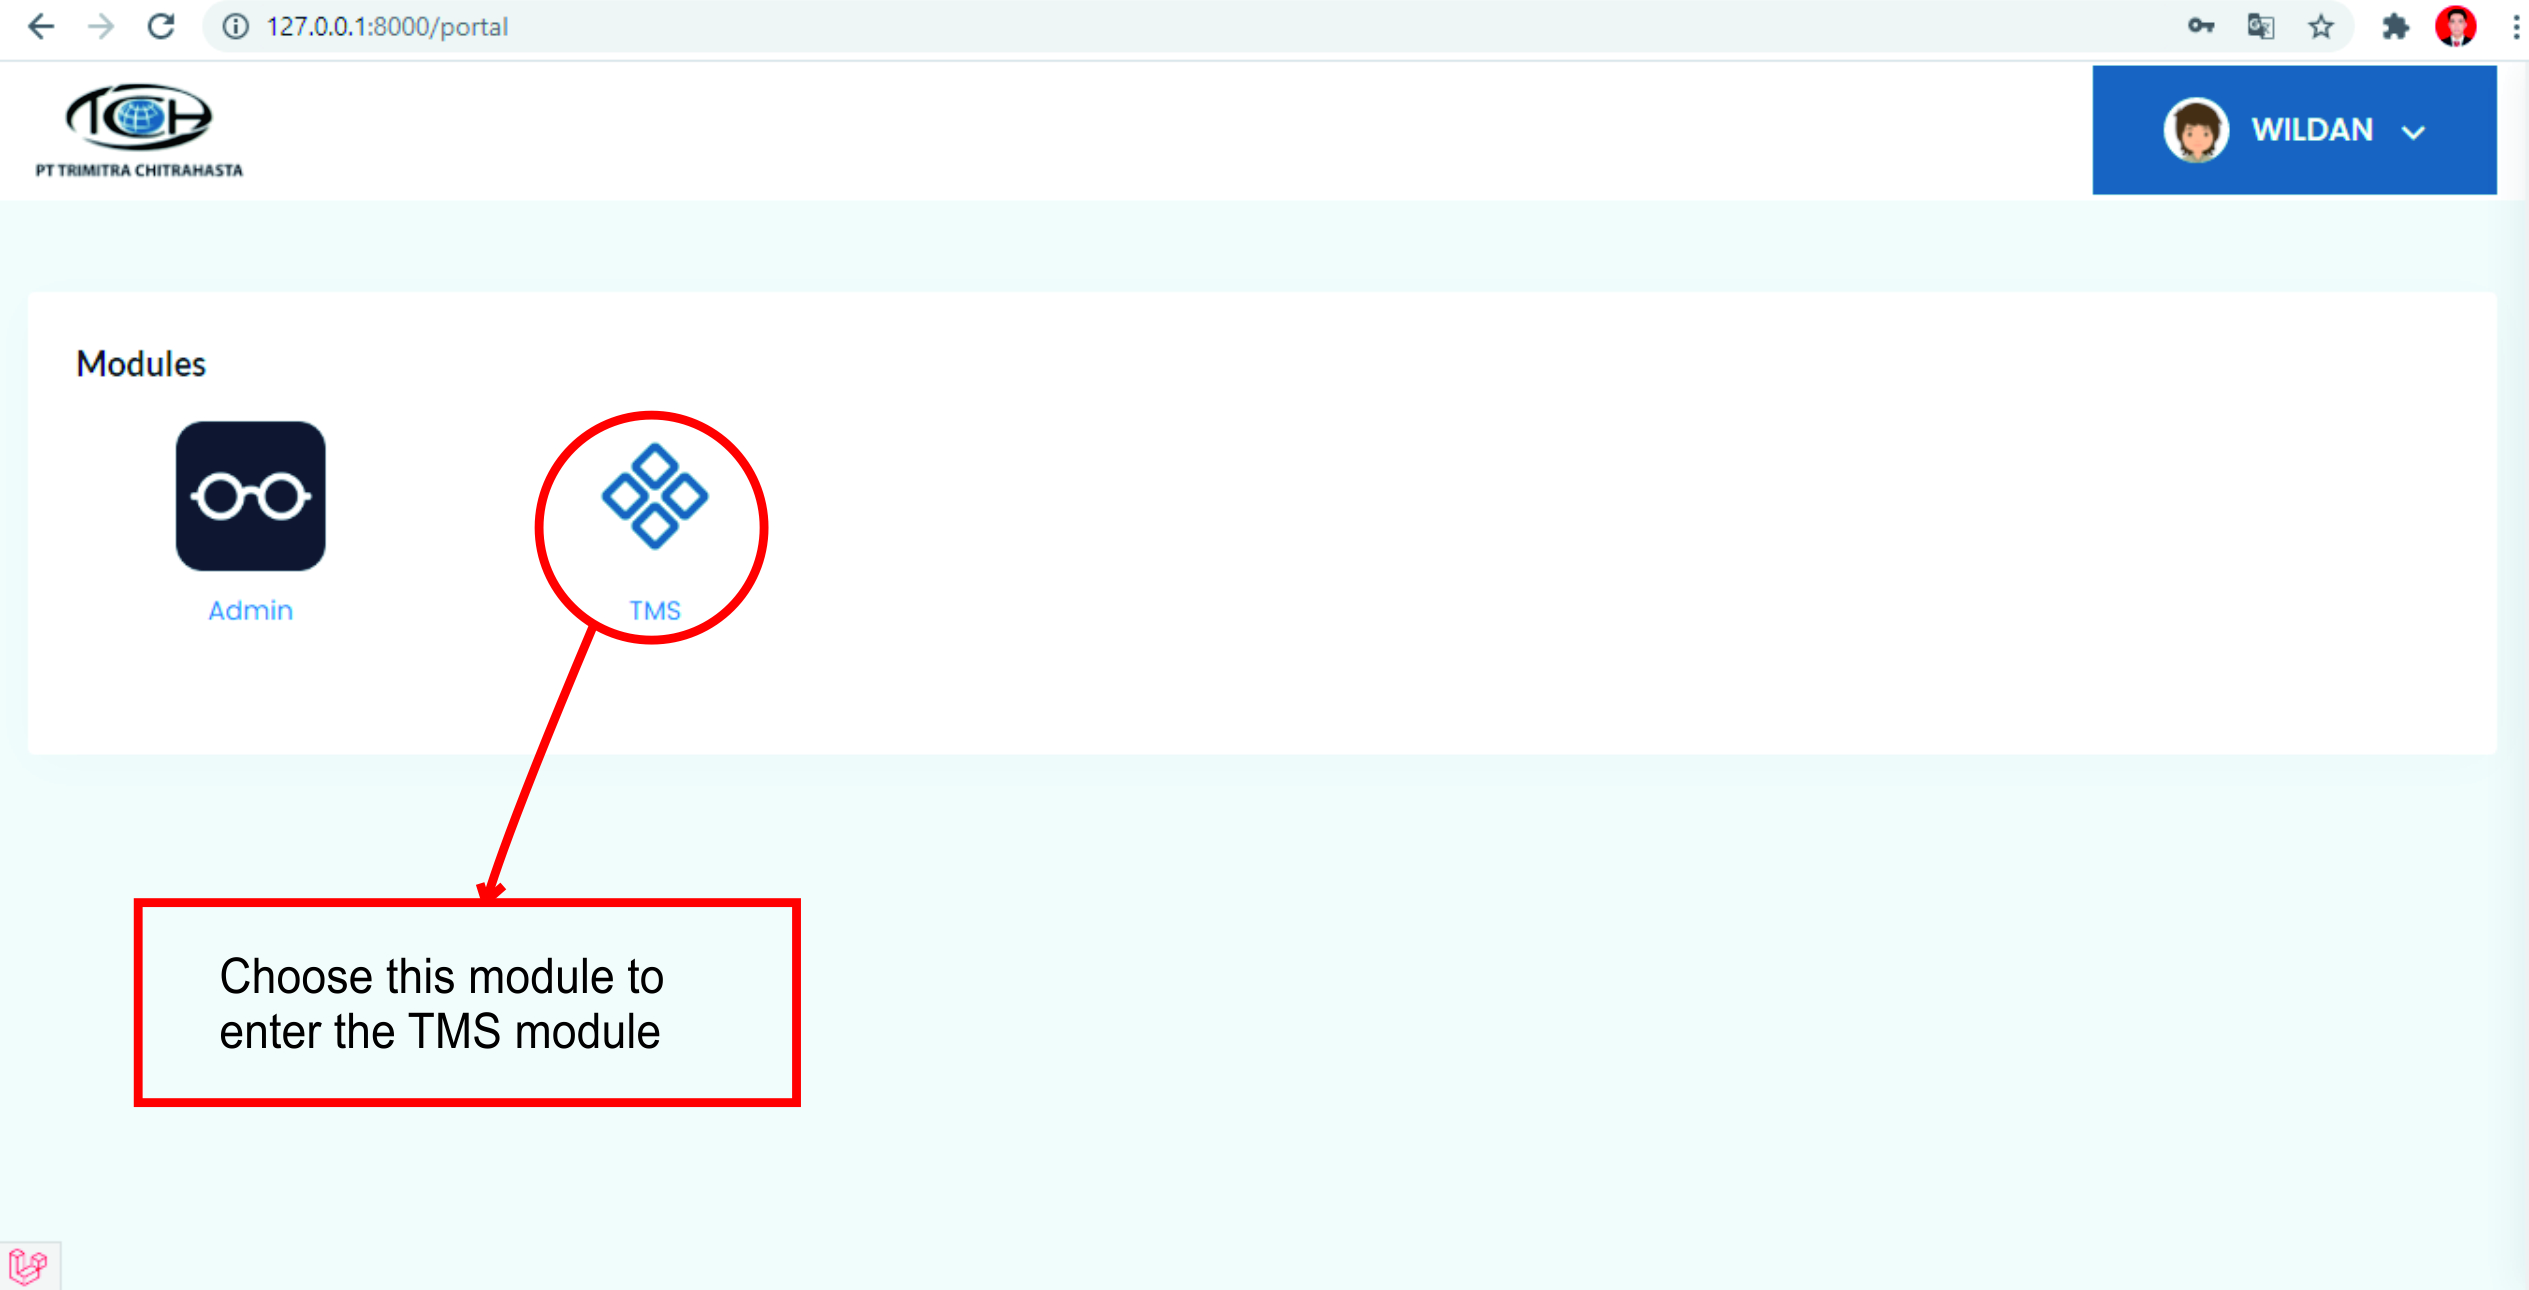 127.0.0.1:8000/portal
TCH
PT TRIMITRA CHITRAHASTA
WILDAN
Modules
Admin
TMS
Choose this module to
enter the TMS module